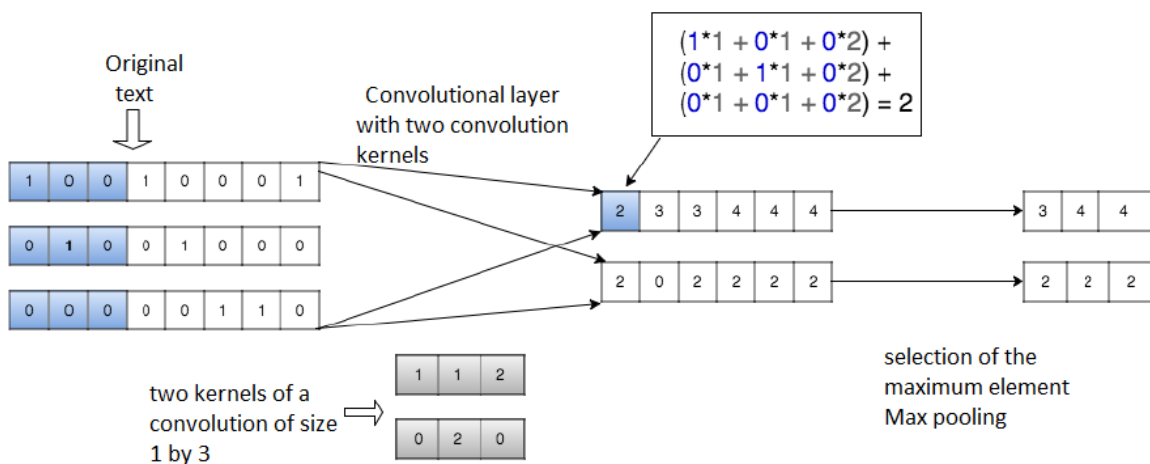 (1*1 + 0*1 + 0*2) +
(0*1 + 1*1 + 0*2) +
(0*1 + 0*1 + 0*2) = 2
Original
text
Convolutional layer
with two convolution
kernels
1 0 0 1 0 0 0 1
2 3 3 4 4 4
3 4 4
0 1 0 0 1 0 0 0
2 0 2 2 2 2
2 2 2
0 0 0 0 0 1 1 0
two kernels of a
convolution of size
1 by 3
1 1 2
0 2 0
selection of the
maximum element
Max pooling